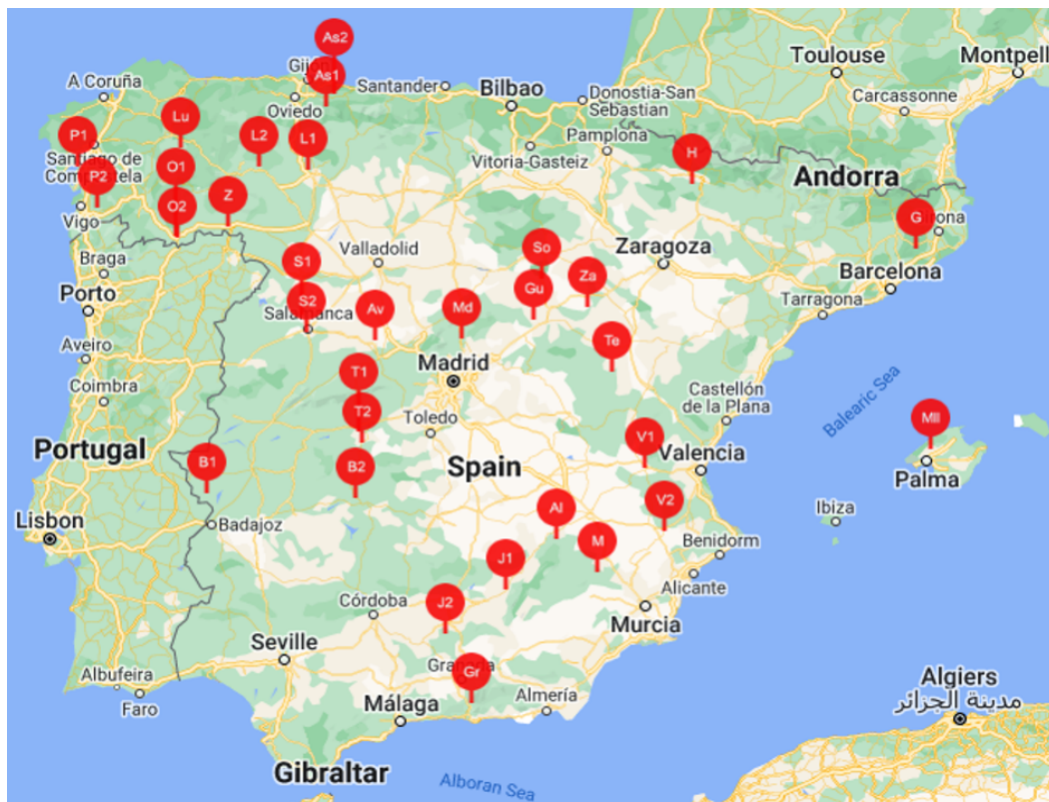 As2
Toulouse
Montpell
Gijón
As1
Santander
Bilbao
Donostia-San
Sebastian
Carcassonne
A Coruña
Oviedo
Lu
P1
L2
L1
Pamplona
Vitoria-Gasteiz
H
Andorra
Santiago de
Compostela
O1
P2
Z
O2
Vigo
G
Girona
Braga
Valladolid
So
Zaragoza
S1
Za
Gu
Barcelona
Porto
S2
Salamanca
Av
Md
Tarragona
Aveiro
Te
Madrid
T1
Coimbra
Castellón
de la Plana
Balearic Sea
T2
Toledo
Mll
Portugal
V1
Valencia
B1
B2
Spain
Palma
V2
Al
Ibiza
Lisbon
Badajoz
M
Benidorm
J1
Alicante
J2
Córdoba
Murcia
Seville
Granada
Gr
Albufeira
Faro
Almería
Málaga
Algiers
مدينة الجزائر
Gibraltar
Alboran Sea